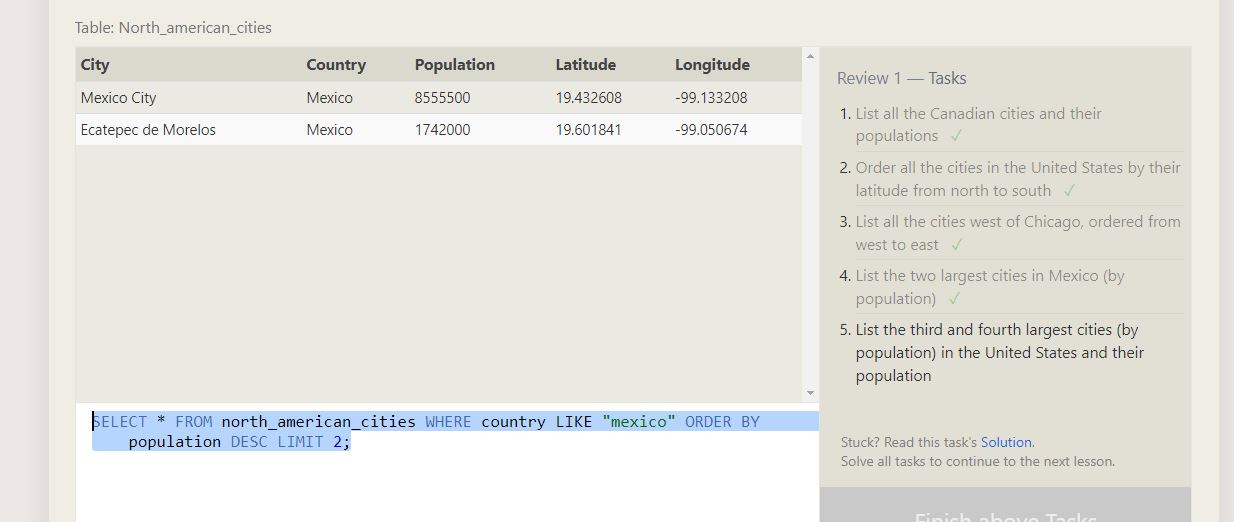 Table: North_american_cities
City Country Population Latitude Longitude
Mexico City Mexico 8555500 19.432608 -99.133208
Ecatepec de Morelos Mexico 1742000 19.601841 -99.050674
SELECT * FROM north_american_cities WHERE country LIKE "mexico" ORDER BY
population DESC LIMIT 2;
Review 1 — Tasks
1. List all the Canadian cities and their
populations ✓
2. Order all the cities in the United States by their
latitude from north to south ✓
3. List all the cities west of Chicago, ordered from
west to east ✓
4. List the two largest cities in Mexico (by
population) ✓
5. List the third and fourth largest cities (by
population) in the United States and their
population
Stuck? Read this task's Solution.
Solve all tasks to continue to the next lesson.
Finish above Tasks